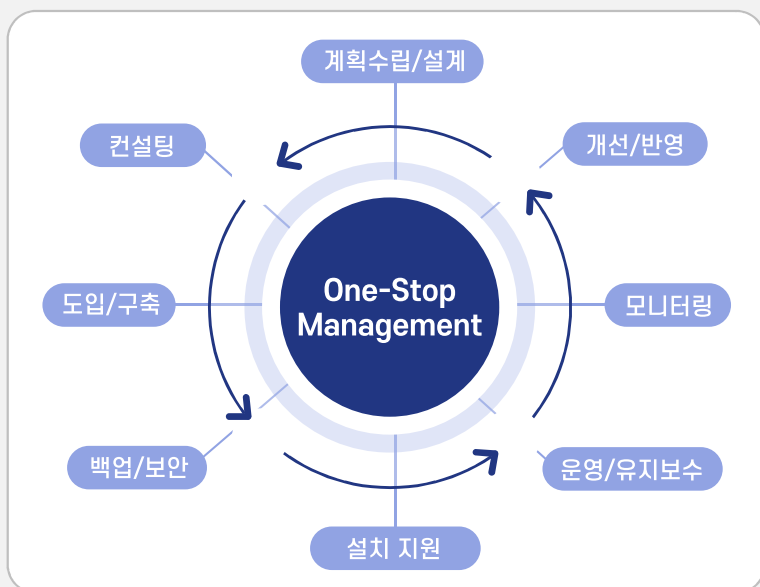 계획수립/설계
컨설팅
개선/반영
One-Stop
Management
도입/구축
모니터링
백업/보안
운영/유지보수
설치 지원